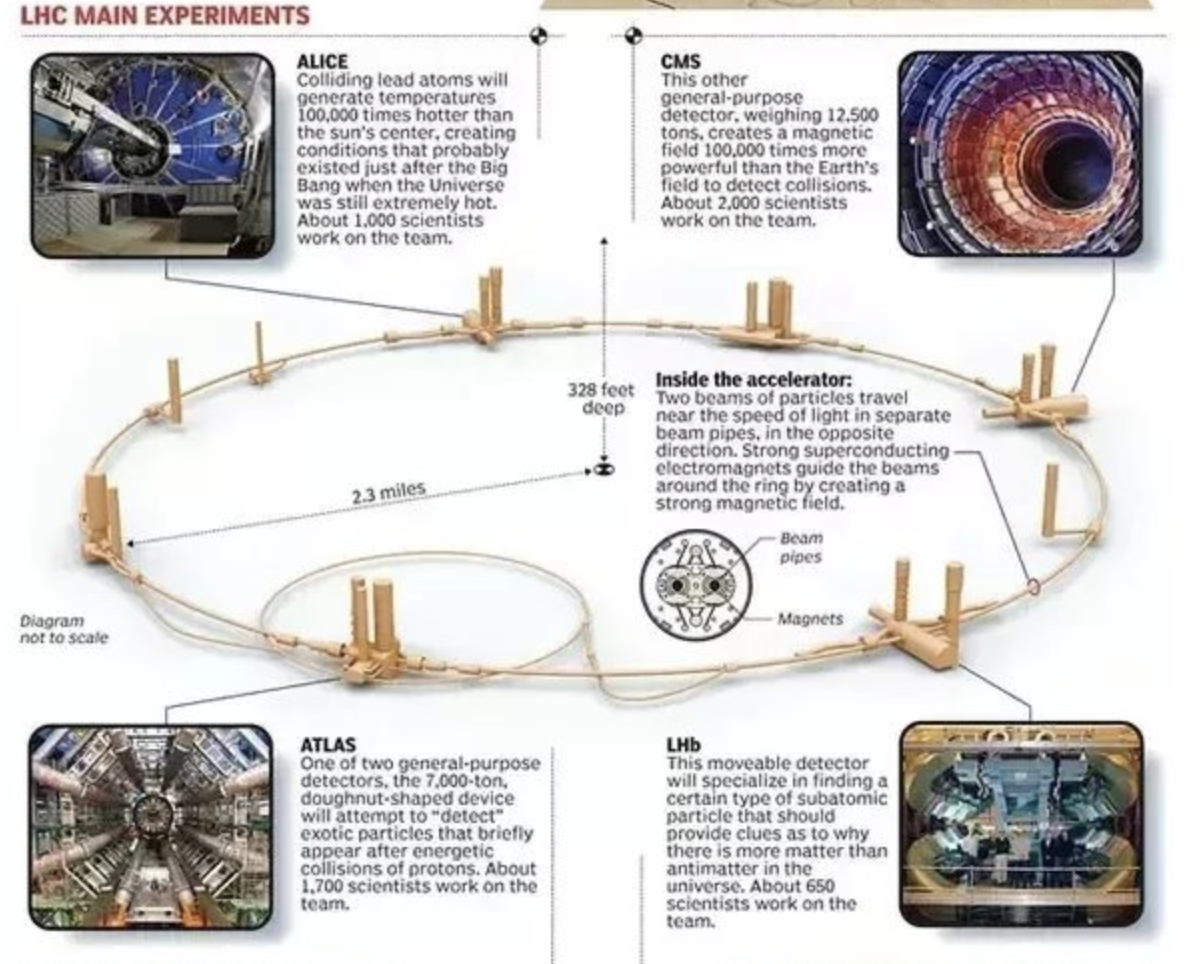 LHC MAIN EXPERIMENTS
ALICE
Colliding lead atoms will
generate temperatures
100,000 times hotter than
the sun's center, creating
conditions that probably
existed just after the Big
Bang when the Universe
was still extremely hot.
About 1,000 scientists
work on the team.
CMS
This other
general-purpose
detector, weighing 12,500
tons, creates a magnetic
field 100,000 times more
powerful than the Earth's
field to detect collisions.
About 2,000 scientists
work on the team.
328 feet
deep
2.3 miles
Inside the accelerator:
Two beams of particles travel
near the speed of light in separate
beam pipes, in the opposite
direction. Strong superconducting
electromagnets guide the beams
around the ring by creating a
strong magnetic field.
Beam
pipes
Magnets
Diagram
not to scale
ATLAS
One of two general-purpose
detectors, the 7,000-ton,
doughnut-shaped device
will attempt to "detect"
exotic particles that briefly
appear after energetic
collisions of protons. About
1,700 scientists work on the
team.
LHb
This moveable detector
will specialize in finding a
certain type of subatomic
particle that should
provide clues as to why
there is more matter than
antimatter in the
universe. About 650
scientists work on the
team.